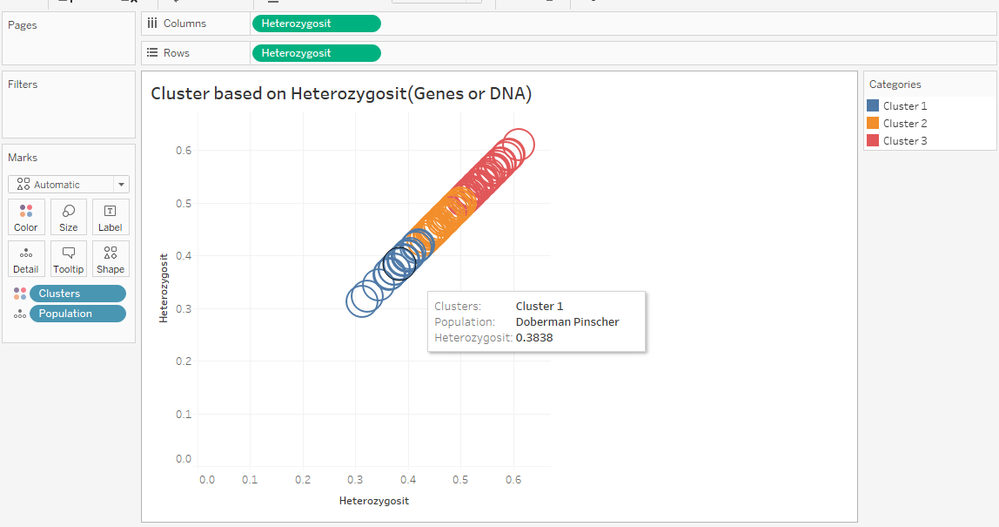 Pages
Columns
Heterozygosit
Rows
Heterozygosit
Filters
Marks
Automatic
Color
Size
Label
Detail
Tooltip
Shape
Clusters
Population
Cluster based on Heterozygosit(Genes or DNA)
Heterozygosit
0.6
0.5
0.4
0.3
0.2
0.1
0.0
0.0 0.1 0.2 0.3 0.4 0.5 0.6
Heterozygosit
Clusters: Cluster 1
Population: Doberman Pinscher
Heterozygosit: 0.3838
Categories
Cluster 1
Cluster 2
Cluster 3